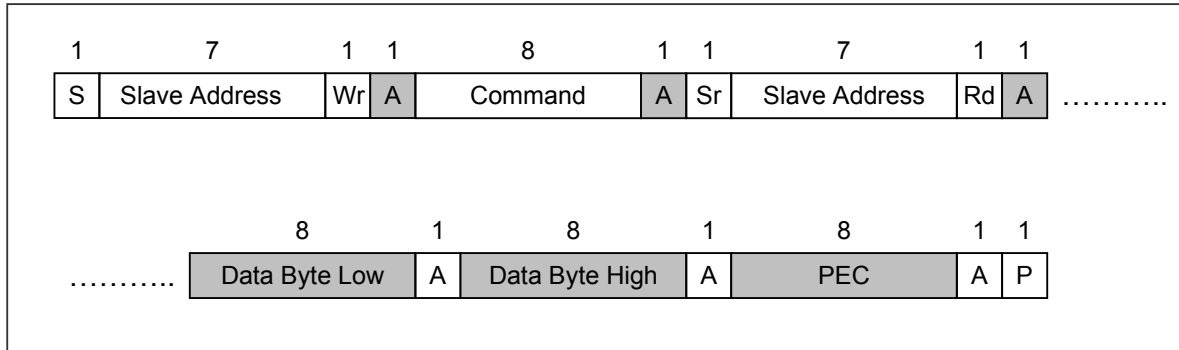 1 7 1 1 8 1 1 7 1 1
S Slave Address Wr A Command A Sr Slave Address Rd A ………..
8 1 8 1 8 1 1
……….. Data Byte Low A Data Byte High A PEC A P